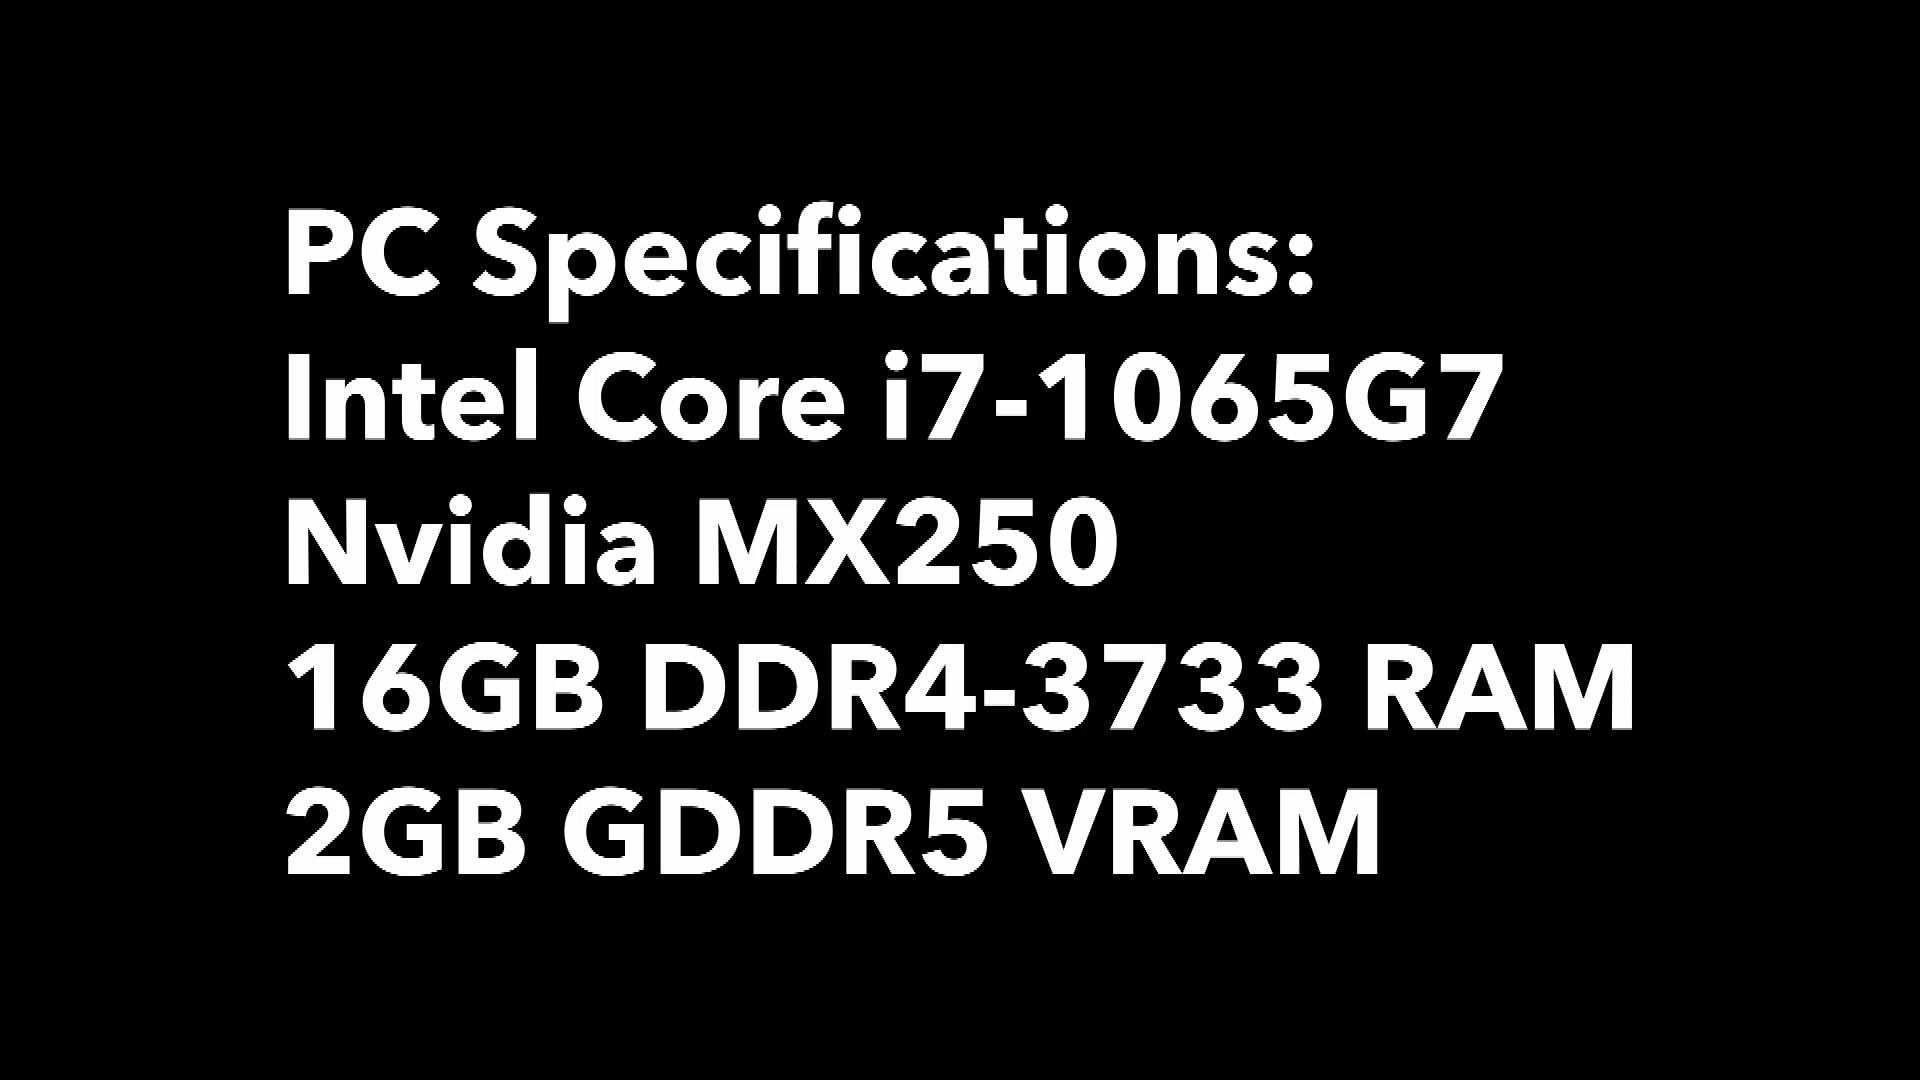 PC Specifications:
Intel Core i7-1065G7
Nvidia MX250
16GB DDR4-3733 RAM
2GB GDDR5 VRAM